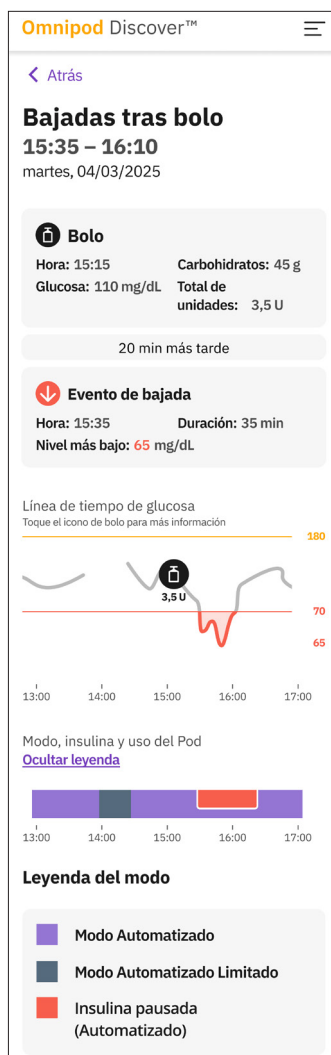 Omnipod Discover™
Atrás
Bajadas tras bolo
15:35 – 16:10
martes, 04/03/2025
Bolo
Hora: 15:15 Carbohidratos: 45 g
Glucosa: 110 mg/dL Total de
unidades: 3,5 U
20 min más tarde
Evento de bajada
Hora: 15:35 Duración: 35 min
Nivel más bajo: 65 mg/dL
Línea de tiempo de glucosa
Toque el icono de bolo para más información
180
3,5 U
70
65
13:00 14:00 15:00 16:00 17:00
Modo, insulina y uso del Pod
Ocultar leyenda
13:00 14:00 15:00 16:00 17:00
Leyenda del modo
Modo Automatizado
Modo Automatizado Limitado
Insulina pausada
(Automatizado)